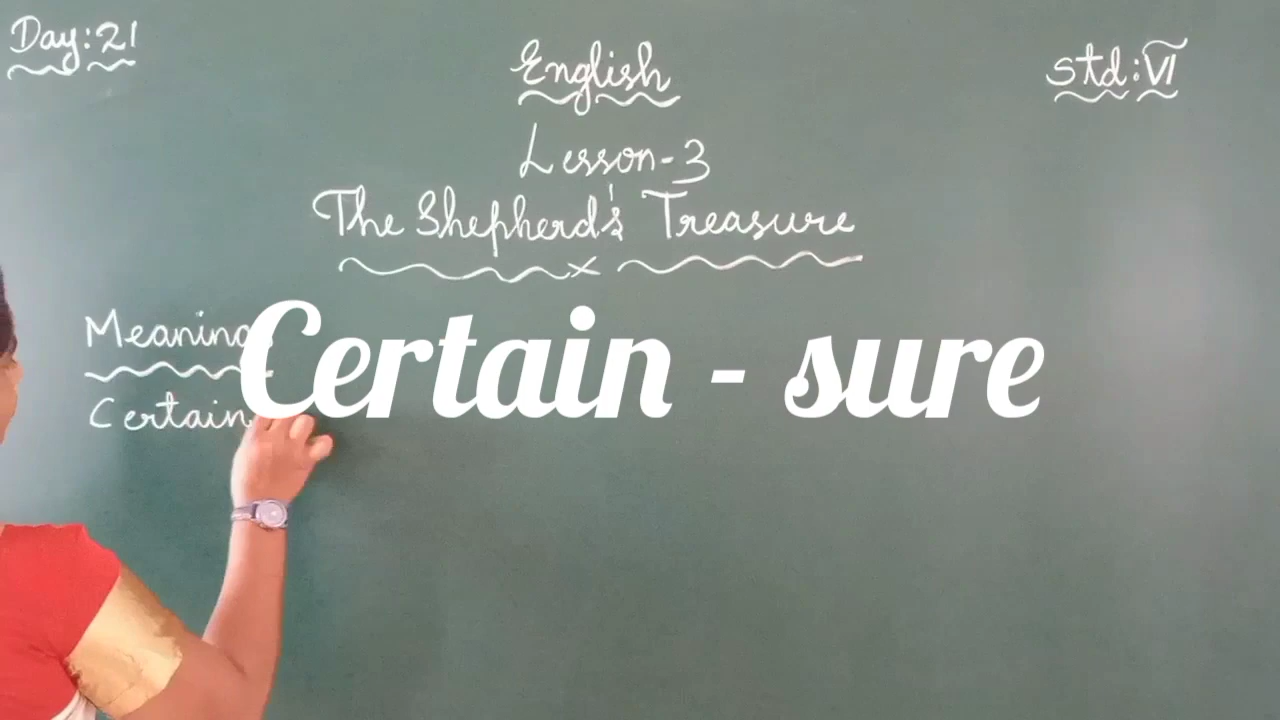 Day:21
English
std:VI
Lesson-3
The Shepherd's Treasure
Meaning
Certain - sure
Certain